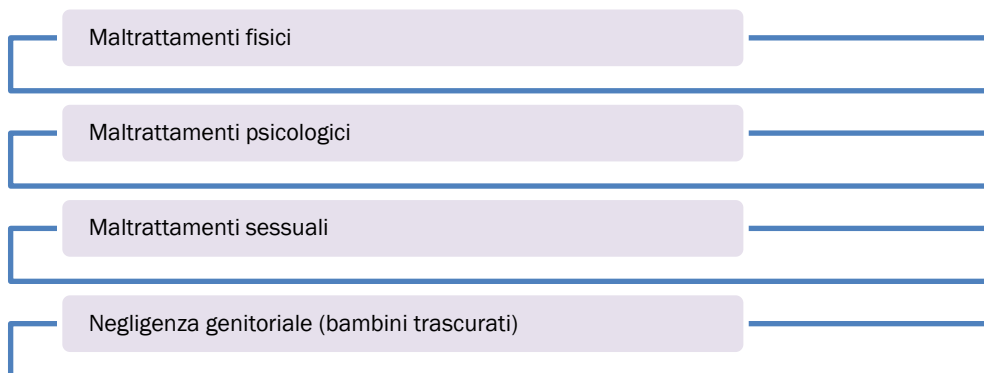 Maltrattamenti fisici
Maltrattamenti psicologici
Maltrattamenti sessuali
Negligenza genitoriale (bambini trascurati)